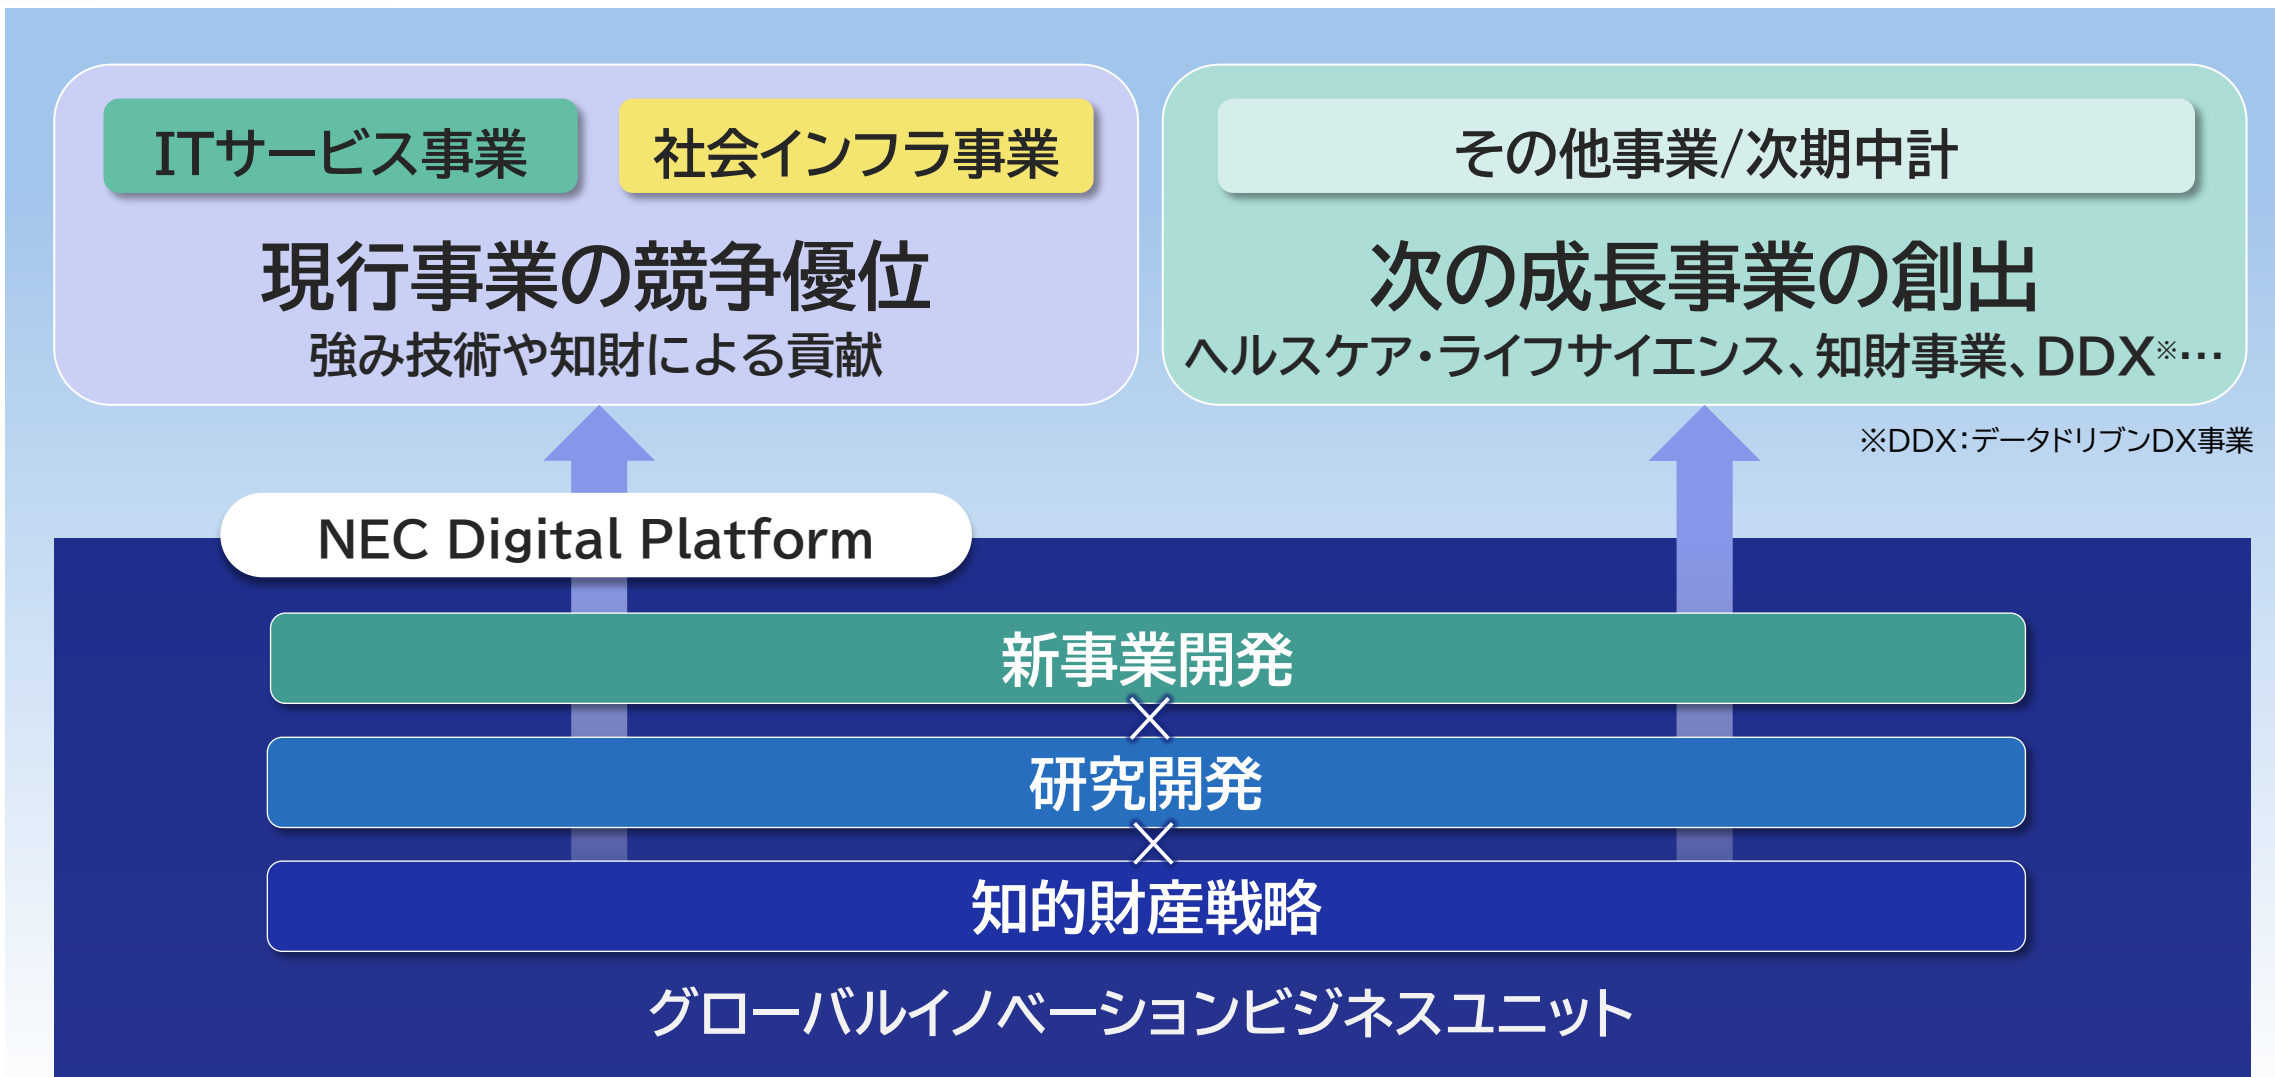 ITサービス事業
社会インフラ事業
現行事業の競争優位
強み技術や知財による貢献
その他事業/次期中計
次の成長事業の創出
ヘルスケア・ライフサイエンス、知財事業、DDX※…
※DDX：データドリブンDX事業
NEC Digital Platform
新事業開発
×
研究開発
×
知的財産戦略
グローバルイノベーションビジネスユニット